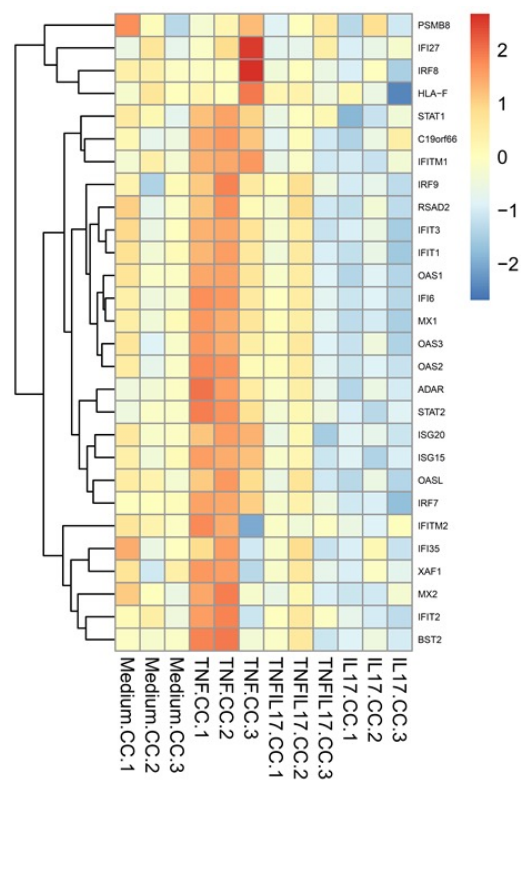 PSMB8
IFI27
IRF8
HLA−F
STAT1
C19orf66
IFITM1
IRF9
RSAD2
IFIT3
IFIT1
OAS1
IFI6
MX1
OAS3
OAS2
ADAR
STAT2
ISG20
ISG15
OASL
IRF7
IFITM2
IFI35
XAF1
MX2
IFIT2
BST2
2
1
0
−1
−2
Medium.CC.1
Medium.CC.2
Medium.CC.3
TNF.CC.1
TNF.CC.2
TNF.CC.3
TNFIL17.CC.1
TNFIL17.CC.2
TNFIL17.CC.3
IL17.CC.1
IL17.CC.2
IL17.CC.3